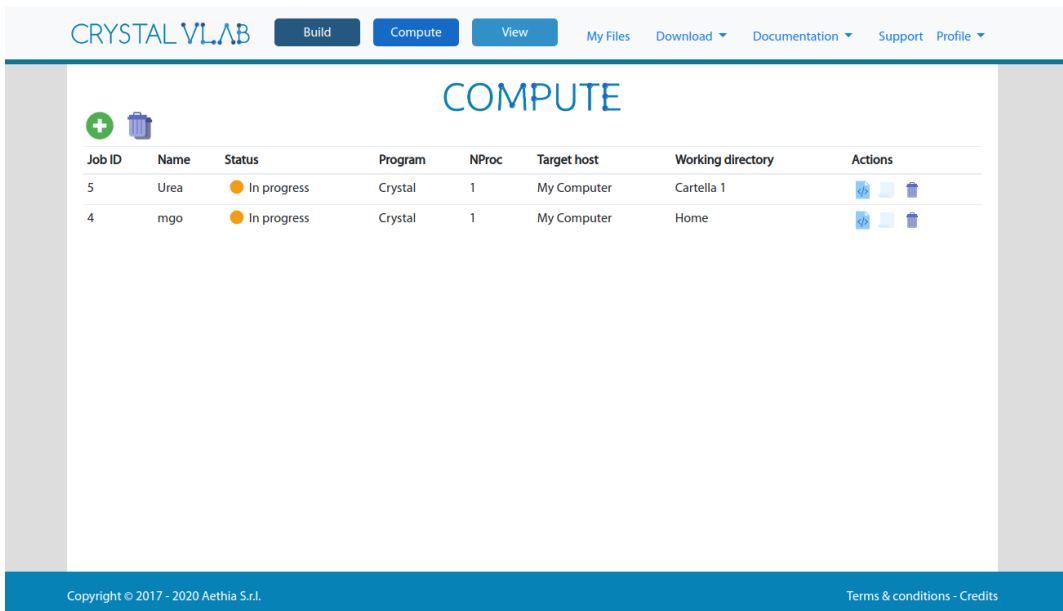 CRYSTAL VLAB Build Compute View My Files Download Documentation Support Profile
COMPUTE
Job ID Name Status Program NProc Target host Working directory Actions
5 Urea In progress Crystal 1 My Computer Cartella 1
4 mgo In progress Crystal 1 My Computer Home
Copyright © 2017 - 2020 Aethia S.r.l. Terms & conditions - Credits